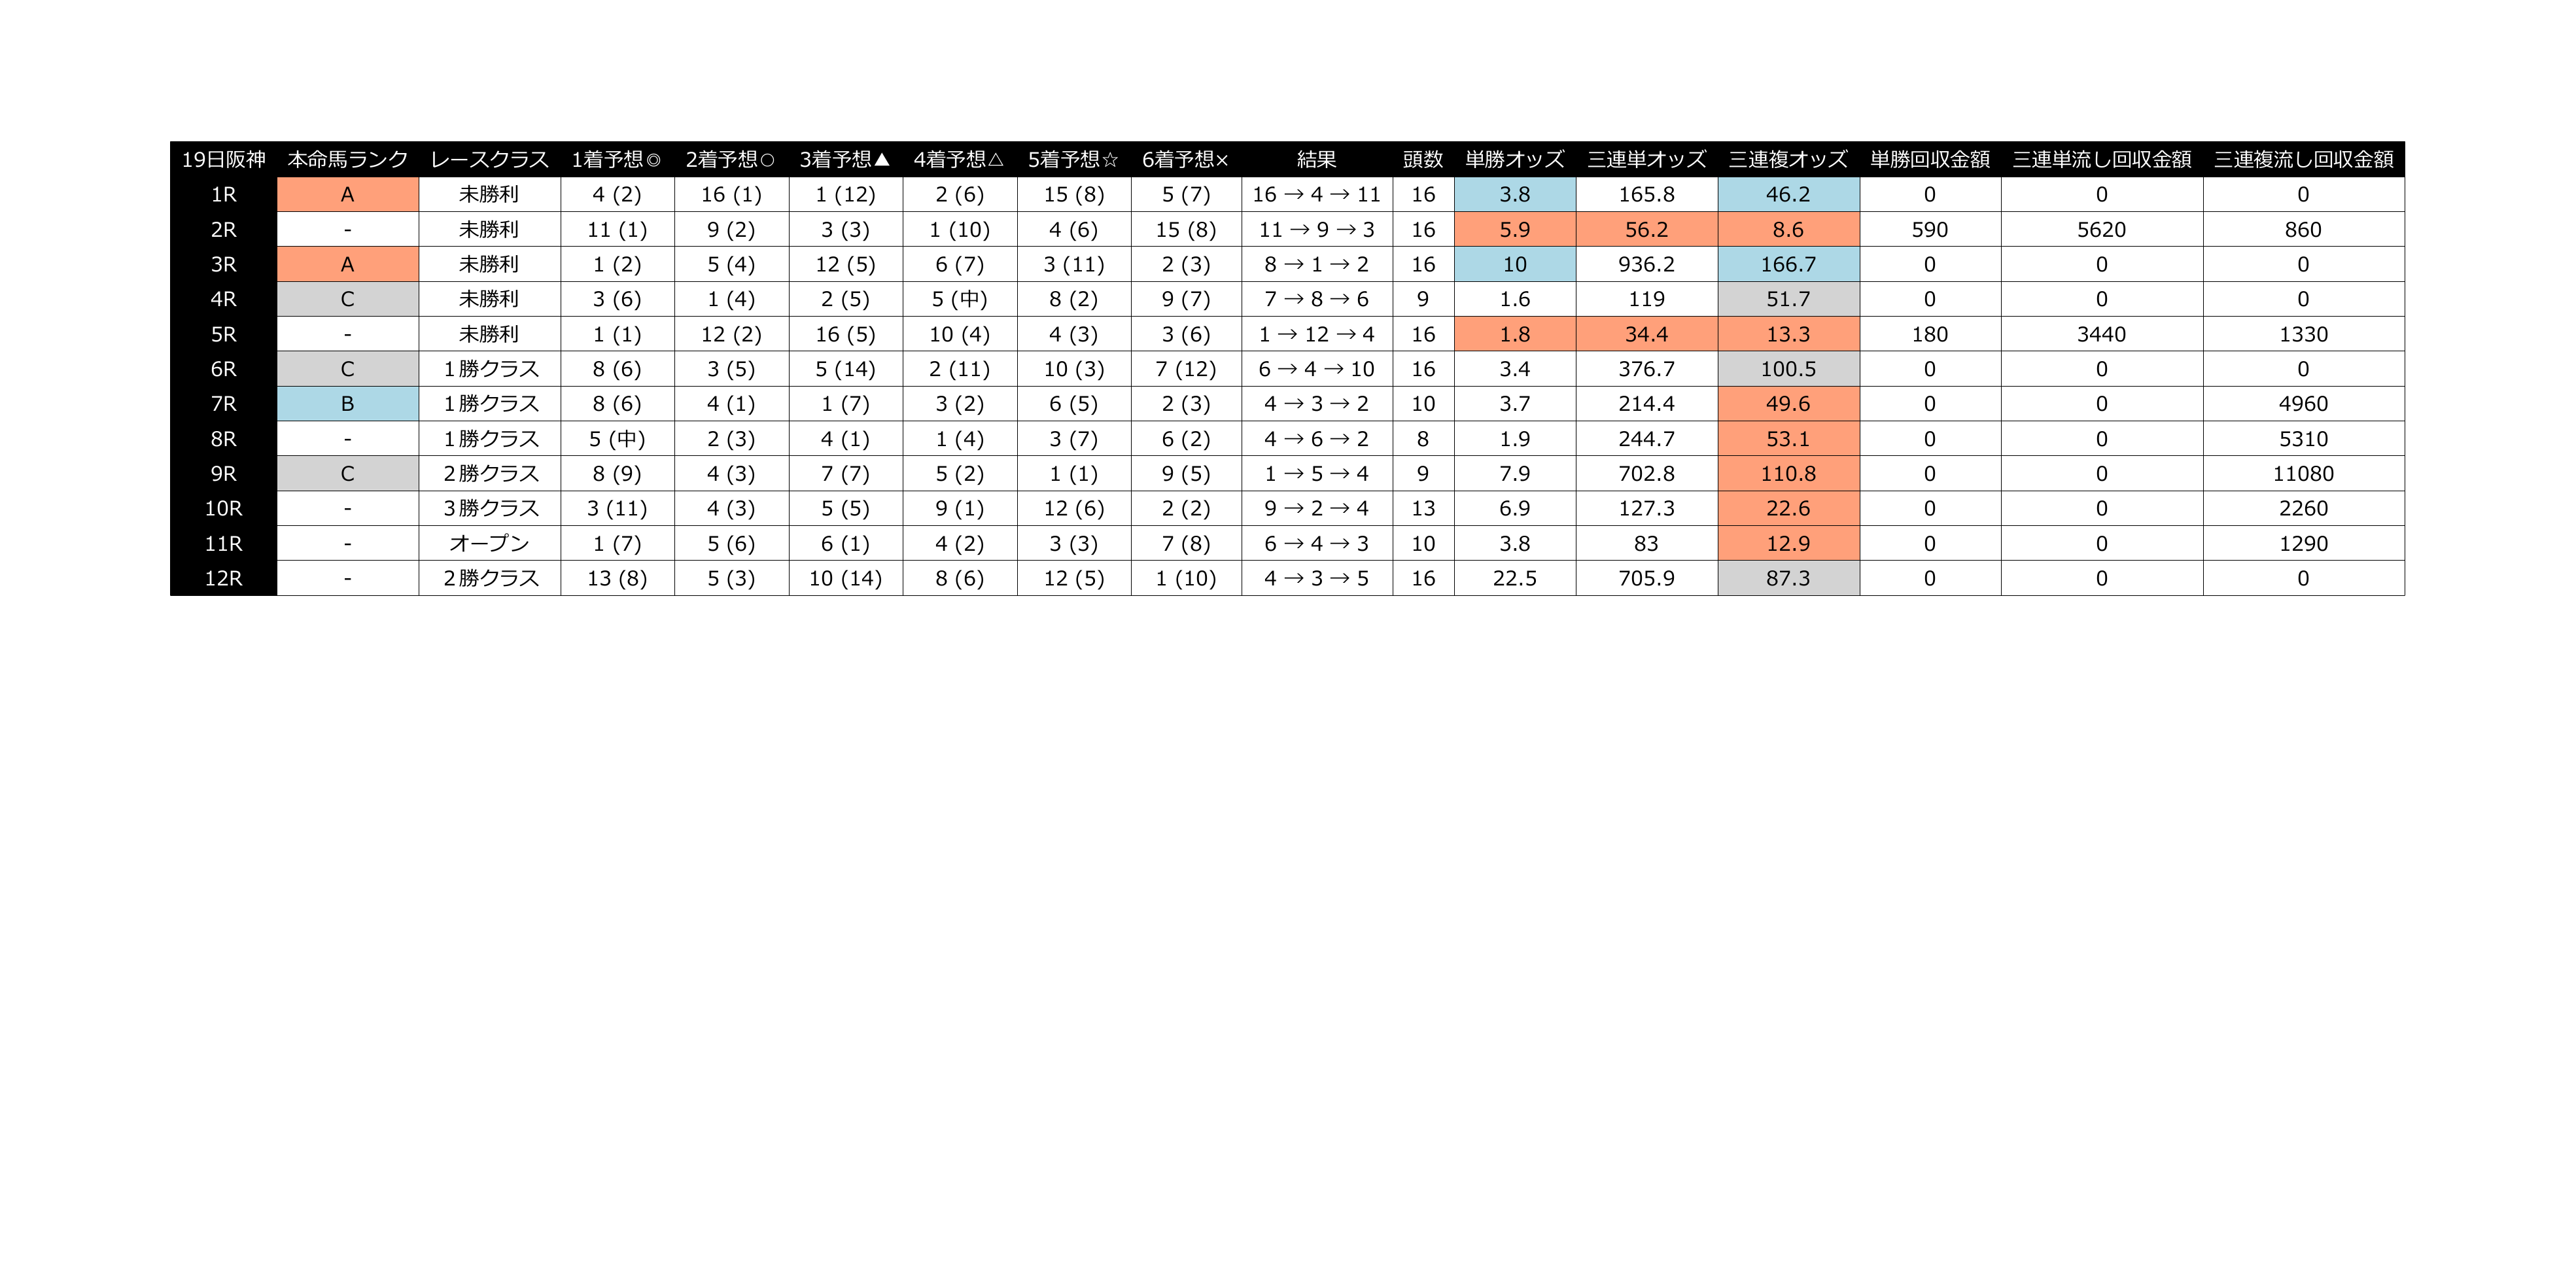 19日阪神 本命馬ランク レースクラス 1着予想◎ 2着予想○ 3着予想▲ 4着予想△ 5着予想☆ 6着予想× 結果 頭数 単勝オッズ 三連単オッズ 三連複オッズ 単勝回収金額 三連単流し回収金額 三連複流し回収金額
1R A 未勝利 4 (2) 16 (1) 1 (12) 2 (6) 15 (8) 5 (7) 16 → 4 → 11 16 3.8 165.8 46.2 0 0 0
2R - 未勝利 11 (1) 9 (2) 3 (3) 1 (10) 4 (6) 15 (8) 11 → 9 → 3 16 5.9 56.2 8.6 590 5620 860
3R A 未勝利 1 (2) 5 (4) 12 (5) 6 (7) 3 (11) 2 (3) 8 → 1 → 2 16 10 936.2 166.7 0 0 0
4R C 未勝利 3 (6) 1 (4) 2 (5) 5 (中) 8 (2) 9 (7) 7 → 8 → 6 9 1.6 119 51.7 0 0 0
5R - 未勝利 1 (1) 12 (2) 16 (5) 10 (4) 4 (3) 3 (6) 1 → 12 → 4 16 1.8 34.4 13.3 180 3440 1330
6R C 1勝クラス 8 (6) 3 (5) 5 (14) 2 (11) 10 (3) 7 (12) 6 → 4 → 10 16 3.4 376.7 100.5 0 0 0
7R B 1勝クラス 8 (6) 4 (1) 1 (7) 3 (2) 6 (5) 2 (3) 4 → 3 → 2 10 3.7 214.4 49.6 0 0 4960
8R - 1勝クラス 5 (中) 2 (3) 4 (1) 1 (4) 3 (7) 6 (2) 4 → 6 → 2 8 1.9 244.7 53.1 0 0 5310
9R C 2勝クラス 8 (9) 4 (3) 7 (7) 5 (2) 1 (1) 9 (5) 1 → 5 → 4 9 7.9 702.8 110.8 0 0 11080
10R - 3勝クラス 3 (11) 4 (3) 5 (5) 9 (1) 12 (6) 2 (2) 9 → 2 → 4 13 6.9 127.3 22.6 0 0 2260
11R - オープン 1 (7) 5 (6) 6 (1) 4 (2) 3 (3) 7 (8) 6 → 4 → 3 10 3.8 83 12.9 0 0 1290
12R - 2勝クラス 13 (8) 5 (3) 10 (14) 8 (6) 12 (5) 1 (10) 4 → 3 → 5 16 22.5 705.9 87.3 0 0 0